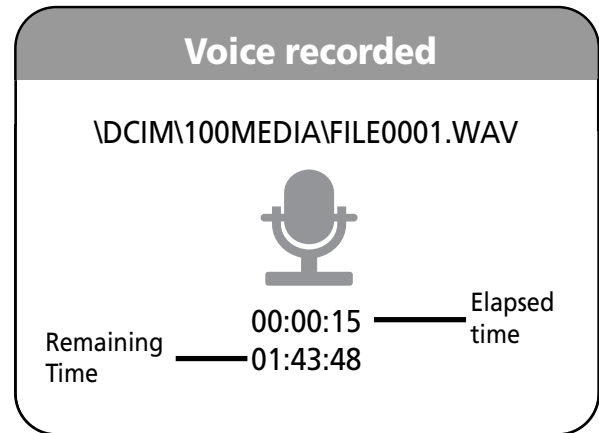 Voice recorded
\DCIM\100MEDIA\FILE0001.WAV
00:00:15
Elapsed
time
Remaining
Time
01:43:48